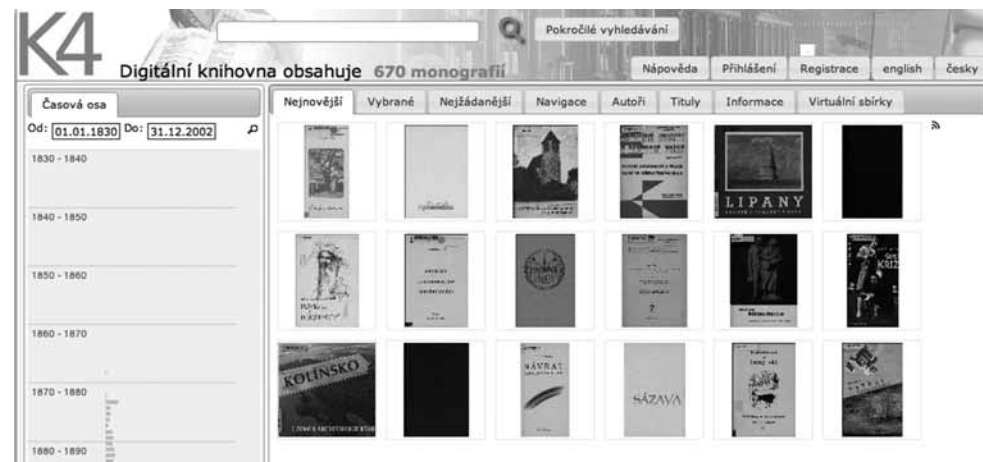 K4
Pokročilé vyhledávání
Digitální knihovna obsahuje 670 monografií
Nápověda Přihlášení Registrace english česky
Časová osa
Nejnovější Vybrané Nejžádanější Navigace Autoři Tituly Informace Virtuální sbírky
Od: 01.01.1830 Do: 31.12.2002
1830 - 1840
1840 - 1850
1850 - 1860
1860 - 1870
1870 - 1880
1880 - 1890
LIPANY
KOLÍNSKO
NÁVRAT
SÁZAVA